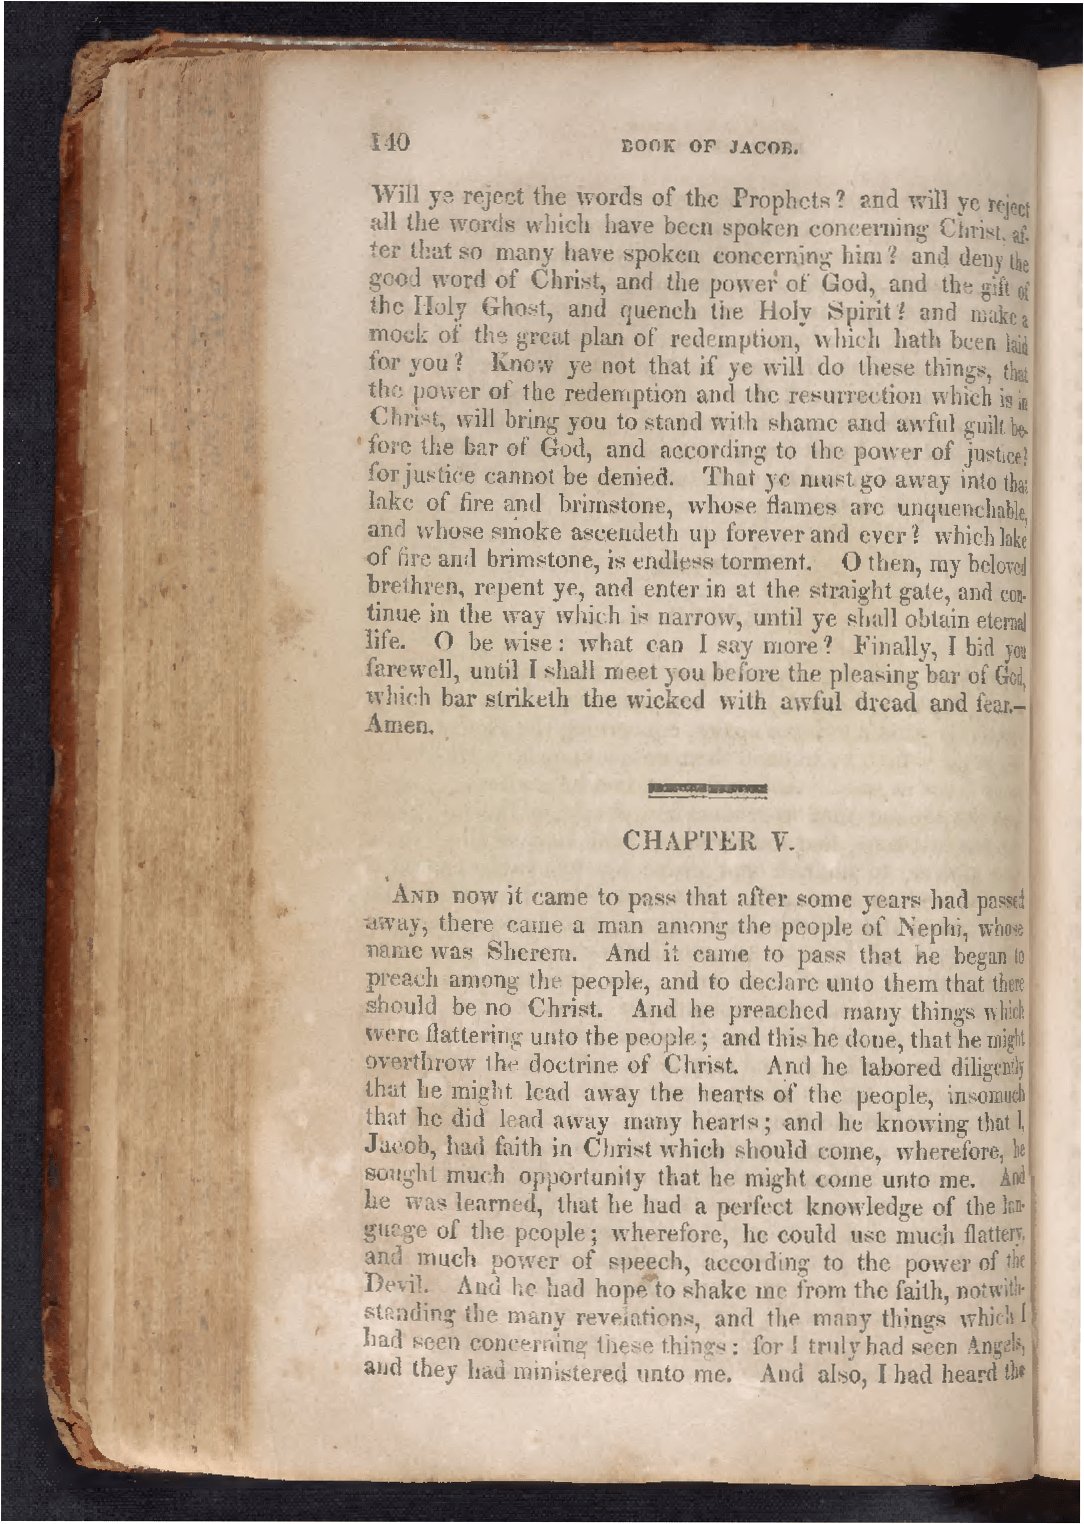 140 BOOK OF JACOB.
Will ye reject the words of the Prophets? and will ye reject
all the words which have been spoken concerning Christ, af-
ter that so many have spoken concerning him? and deny the
good word of Christ, and the power of God, and the gift of
the Holy Ghost, and quench the Holy Spirit? and make a
mock of the great plan of redemption, which hath been laid
for you? Know ye not that if ye will do these things, that
the power of the redemption and the resurrection which is in
Christ, will bring you to stand with shame and awful guilt be-
fore the bar of God, and according to the power of justice?
for justice cannot be denied. That ye must go away into that
lake of fire and brimstone, whose flames are unquenchable,
and whose smoke ascendeth up forever and ever? which lake
of fire and brimstone, is endless torment. O then, my beloved
brethren, repent ye, and enter in at the straight gate, and con-
tinue in the way which is narrow, until ye shall obtain eternal
life. O be wise: what can I say more? Finally, I bid you
farewell, until I shall meet you before the pleasing bar of God,
which bar striketh the wicked with awful dread and fear.—
Amen.
CHAPTER V.
AND now it came to pass that after some years had passed
away, there came a man among the people of Nephi, whose
name was Sherem. And it came to pass that he began to
preach among the people, and to declare unto them that there
should be no Christ. And he preached many things which
were flattering unto the people; and this he done, that he might
overthrow the doctrine of Christ. And he labored diligently
that he might lead away the hearts of the people, insomuch
that he did lead away many hearts; and he knowing that I,
Jacob, had faith in Christ which should come, wherefore, he
sought much opportunity that he might come unto me. And
he was learned, that he had a perfect knowledge of the lan-
guage of the people; wherefore, he could use much flattery,
and much power of speech, according to the power of the
Devil. And he had hope to shake me from the faith, notwith-
standing the many revelations, and the many things which I
had seen concerning these things: for I truly had seen Angels,
and they had ministered unto me. And also, I had heard the